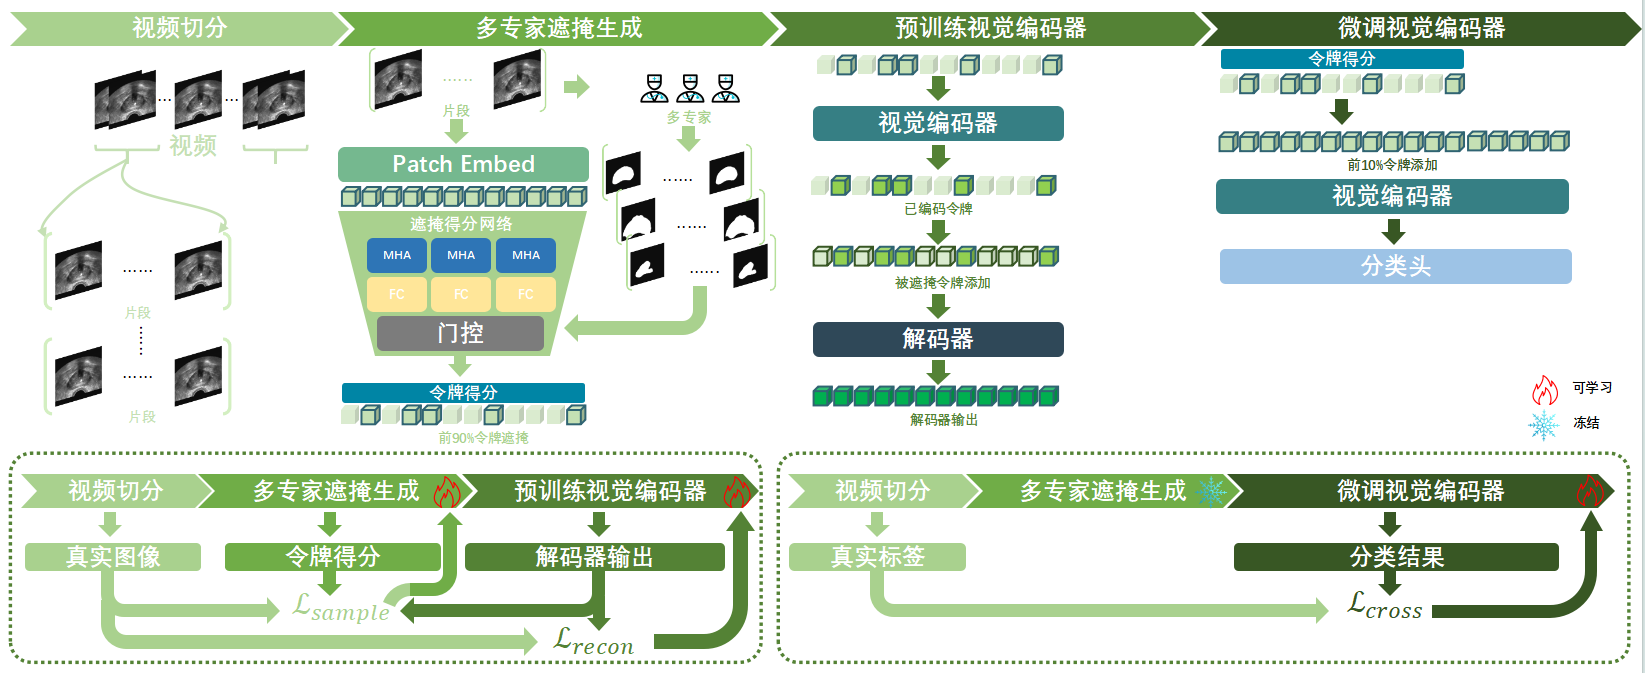 视频切分
多专家遮掩生成
预训练视觉编码器
微调视觉编码器
视频
片段
片段
片段
多专家
Patch Embed
遮掩得分网络
MHA MHA MHA
FC FC FC
门控
令牌得分
前90%令牌遮掩
视觉编码器
已编码令牌
被遮掩令牌添加
解码器
解码器输出
令牌得分
前10%令牌添加
视觉编码器
分类头
可学习
冻结
视频切分
多专家遮掩生成
预训练视觉编码器
真实图像
令牌得分
解码器输出
ℒsample
ℒrecon
视频切分
多专家遮掩生成
微调视觉编码器
真实标签
分类结果
ℒcross